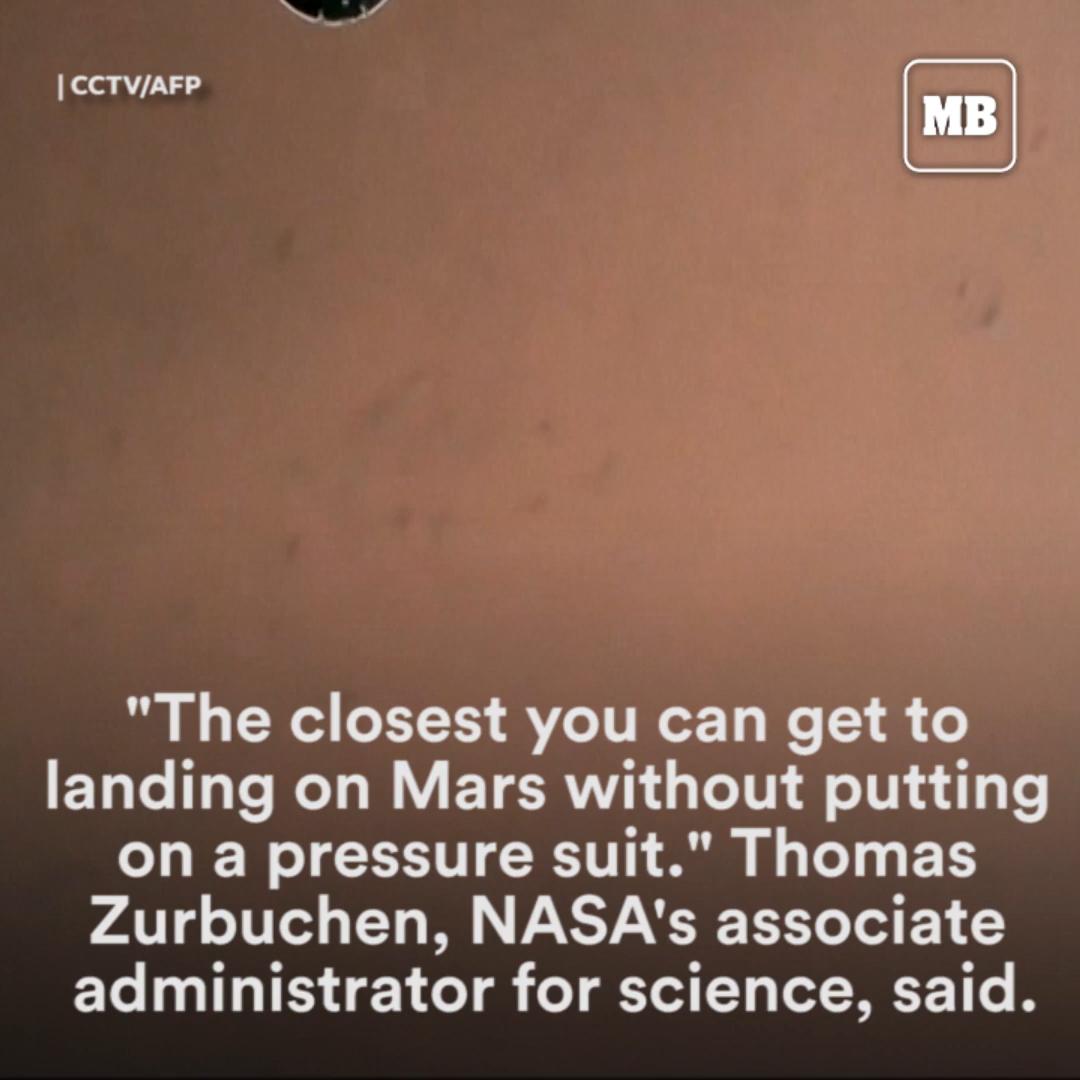 | CCTV/AFP
MB
"The closest you can get to
landing on Mars without putting
on a pressure suit." Thomas
Zurbuchen, NASA's associate
administrator for science, said.